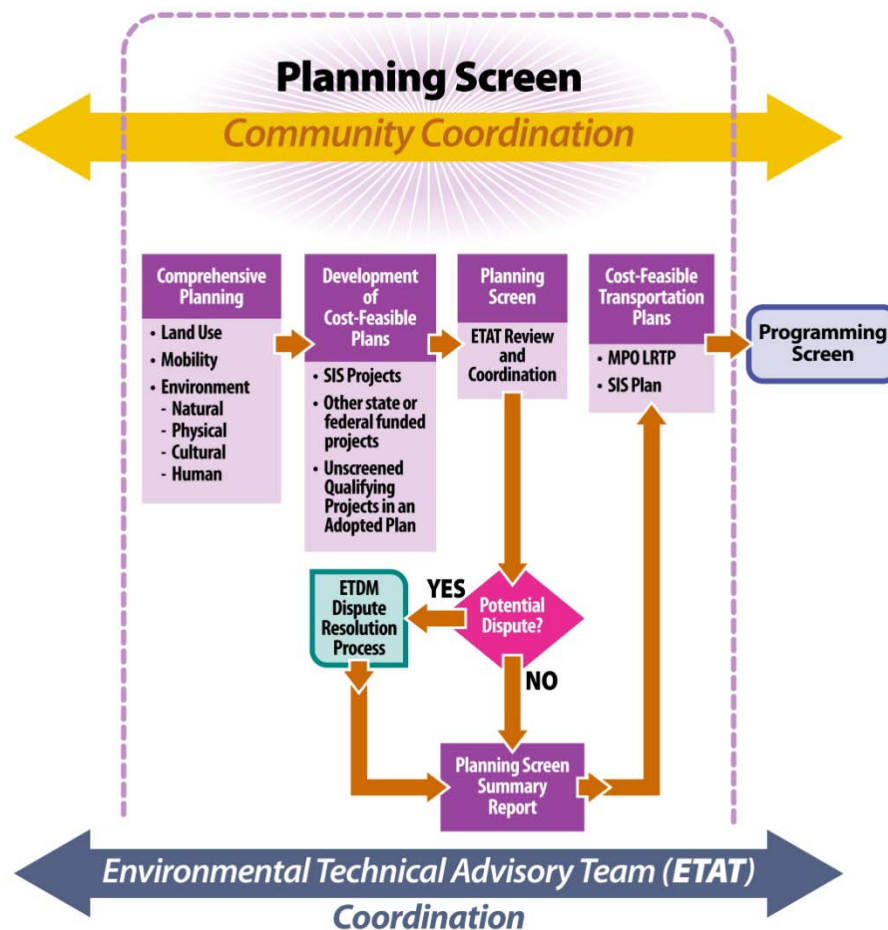 Planning Screen
Community Coordination
Comprehensive
Planning
• Land Use
• Mobility
• Environment
- Natural
- Physical
- Cultural
- Human
Development
of
Cost-Feasible
Plans
• SIS Projects
• Other state or
federal funded
projects
• Unscreened
Qualifying
Projects in an
Adopted Plan
Planning
Screen
ETAT Review
and
Coordination
Cost-Feasible
Transportation
Plans
• MPO LRTP
• SIS Plan
Programming
Screen
Potential
Dispute?
YES
ETDM
Dispute
Resolution
Process
NO
Planning Screen
Summary
Report
Environmental Technical Advisory Team (ETAT)
Coordination